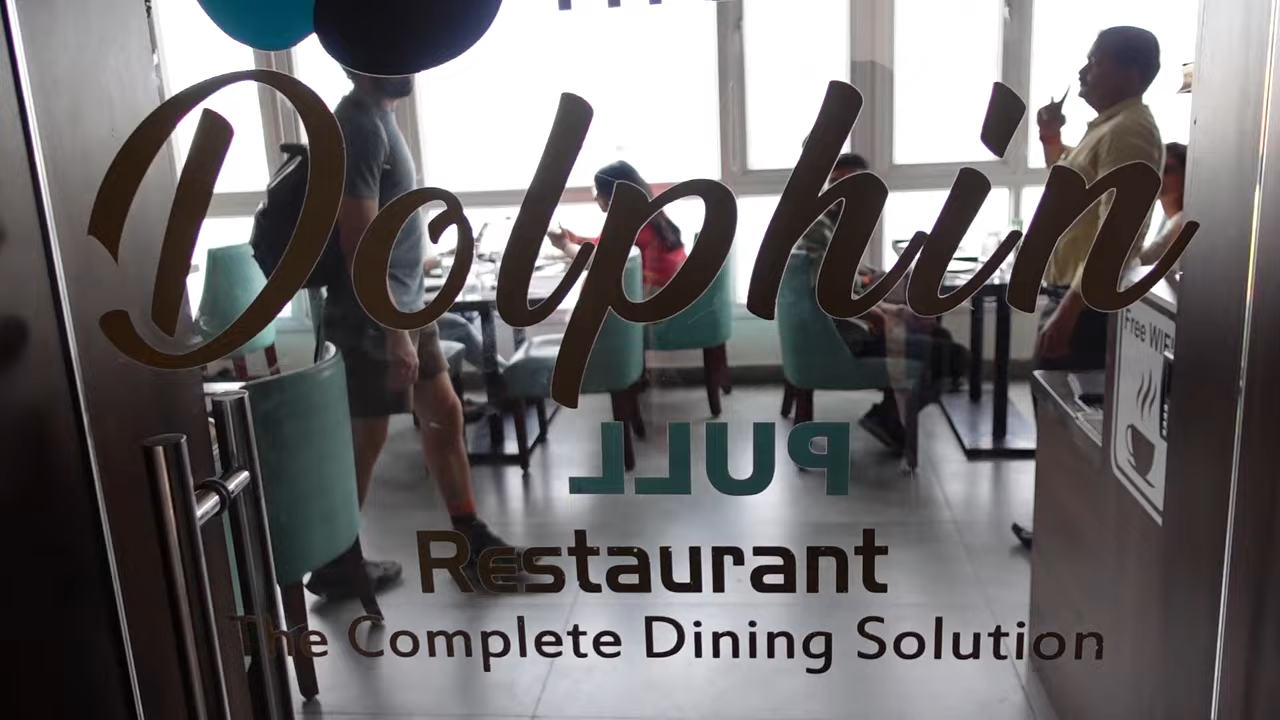 Dolphin
Free WIFI
PULL
Restaurant
The Complete Dining Solution